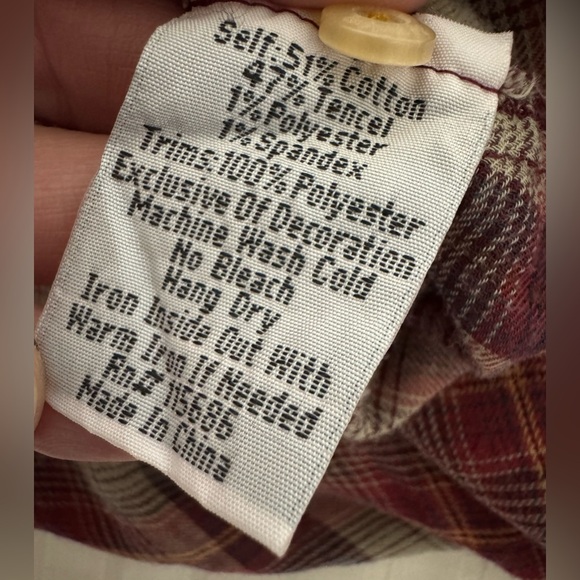 Self:51% Cotton
47% Tencel
1% Polyester
1% Spandex
Trims:100% Polyester
Exclusive Of Decoration
Machine Wash Cold
No Bleach
Hang Dry
Iron Inside Out With
Warm Iron If Needed
Rn#
Made In China